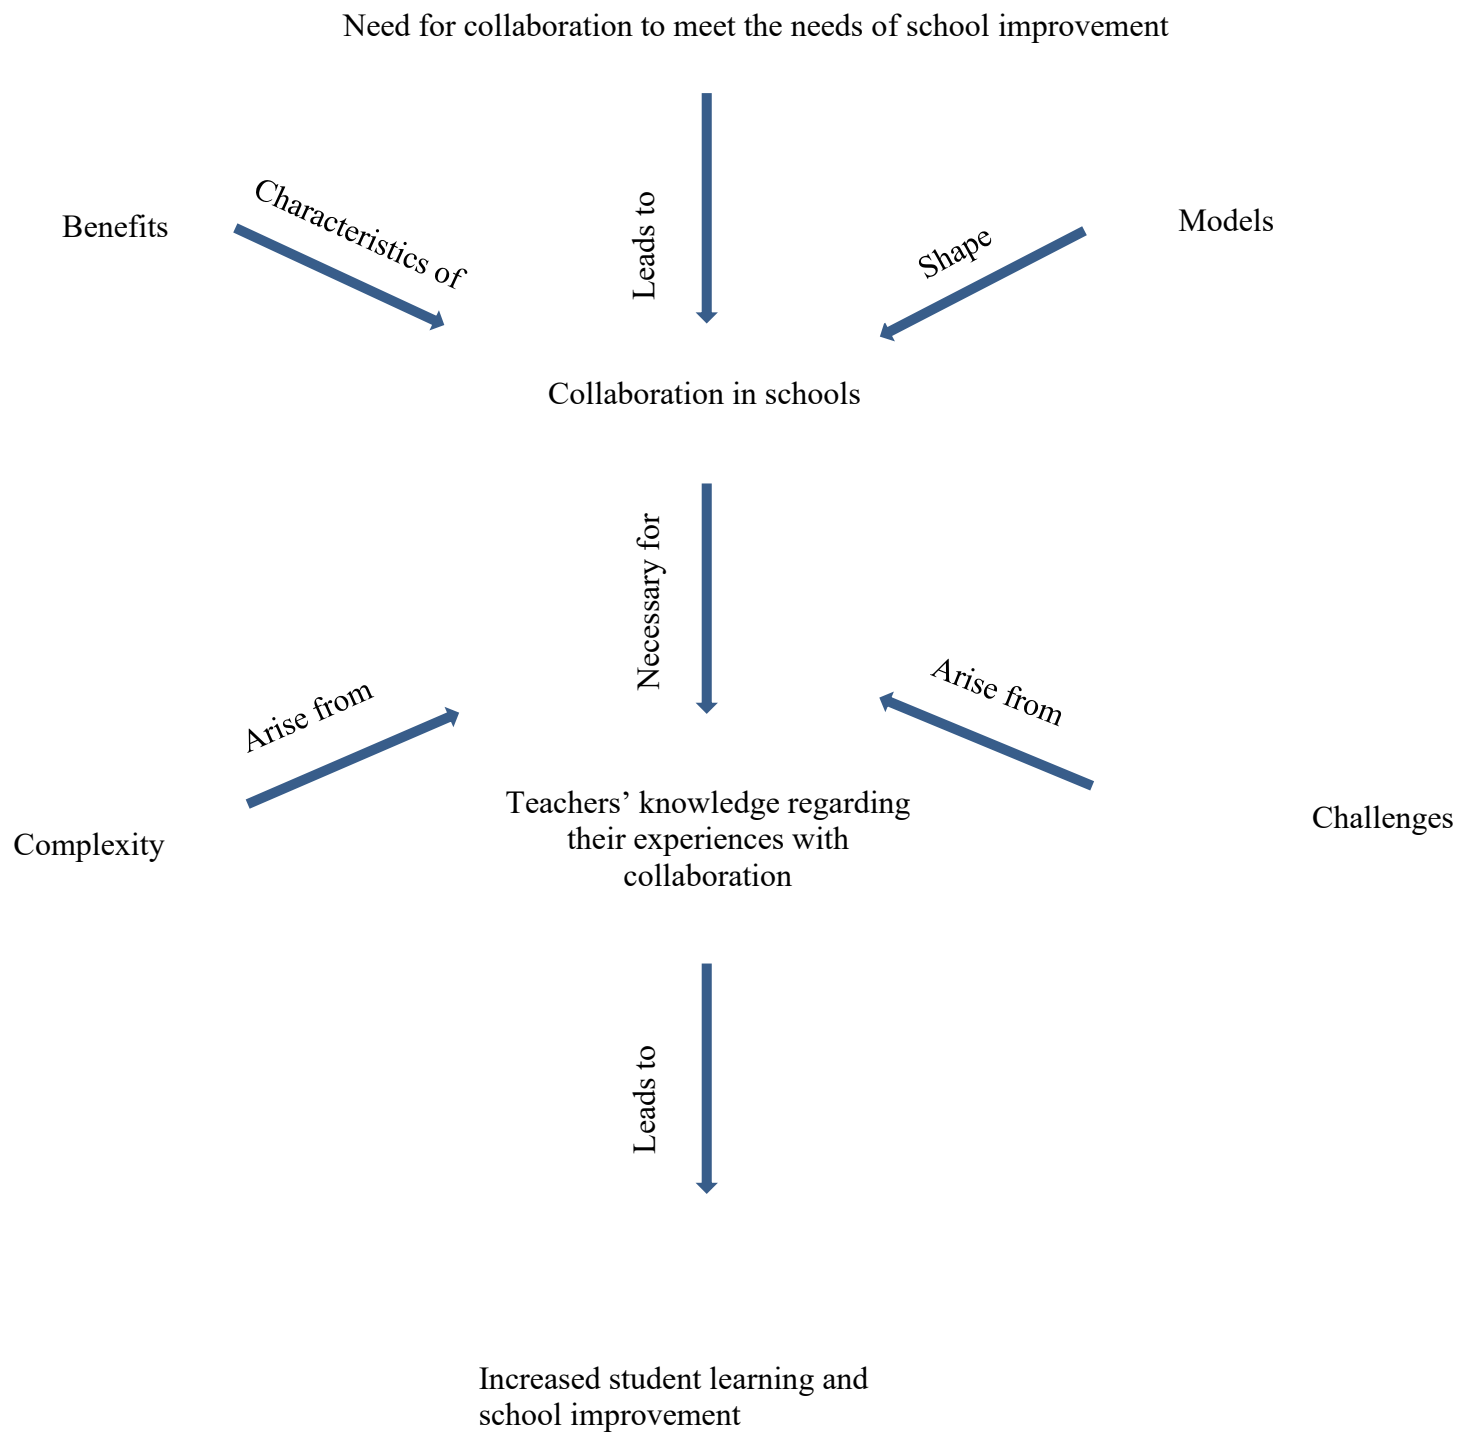 Need for collaboration to meet the needs of school improvement
Characteristics of
Leads to
Shape
Benefits
Models
Collaboration in schools
Necessary for
Arise from
Arise from
Teachers’ knowledge regarding
their experiences with
collaboration
Complexity
Challenges
Leads to
Increased student learning and
school improvement